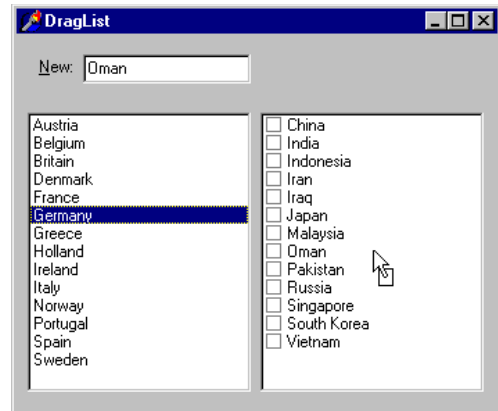 DragList
New: Oman
Austria
Belgium
Britain
Denmark
France
Germany
Greece
Holland
Ireland
Italy
Norway
Portugal
Spain
Sweden
China
India
Indonesia
Iran
Iraq
Japan
Malaysia
Oman
Pakistan
Russia
Singapore
South Korea
Vietnam